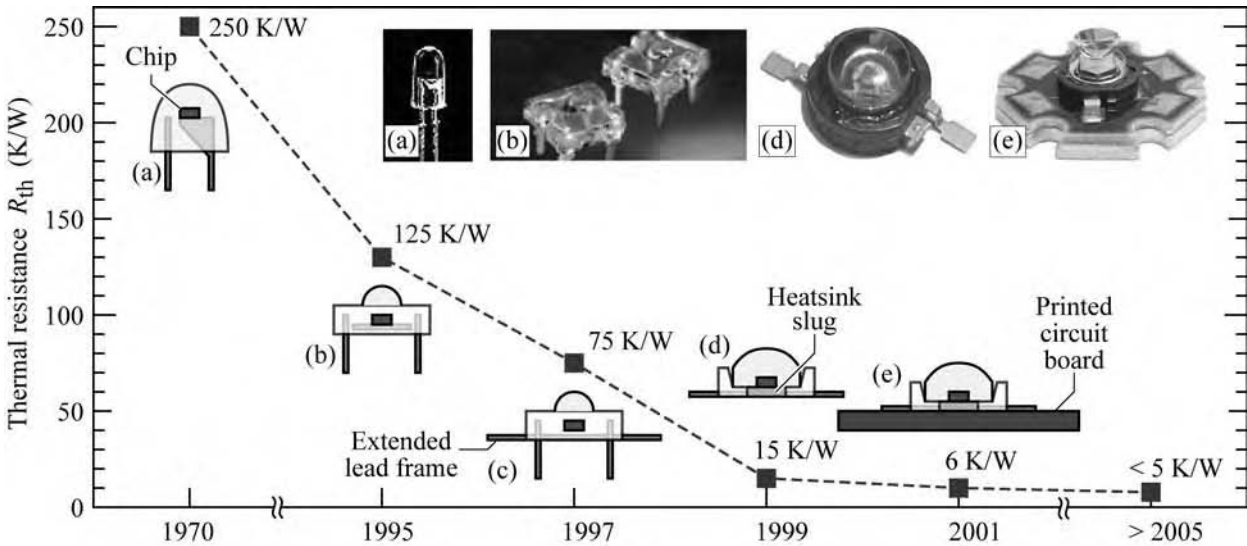 250
200
150
100
50
0
Thermal resistance R_th (K/W)
250 K/W
Chip
(a)
(a)
(b)
(d)
(e)
125 K/W
(b)
75 K/W
Extended
lead frame
(c)
Heatsink
slug
(d)
(e)
Printed
circuit
board
15 K/W
6 K/W
< 5 K/W
1970
1995
1997
1999
2001
> 2005